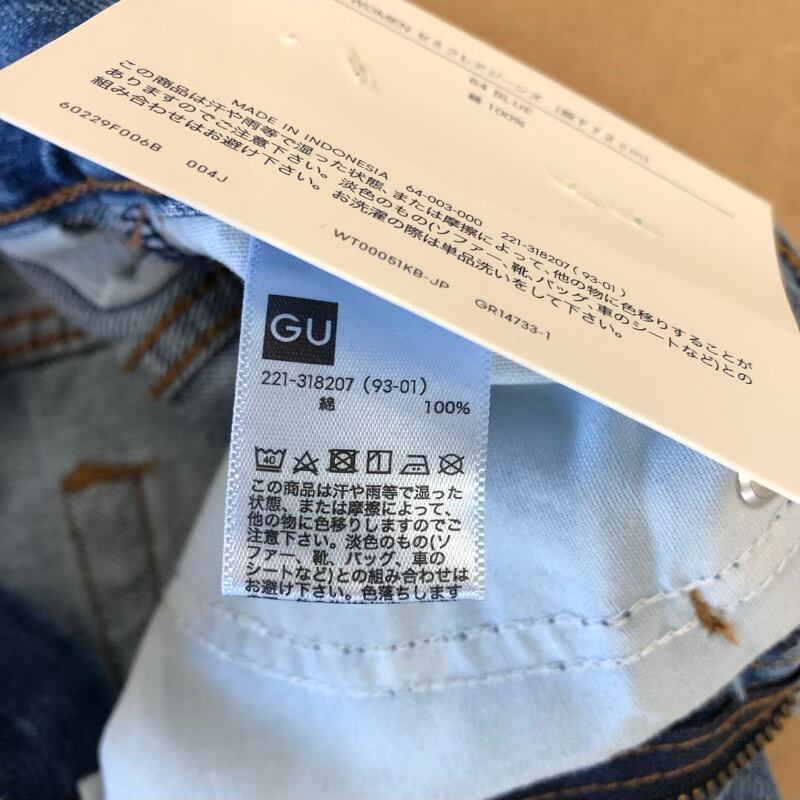 WOMEN セミフレアジーンズ (股下72cm)
64 BLUE
綿 100%
MADE IN INDONESIA 64-003-000 221-318207 (93-01)
この商品は汗や雨等で湿った状態、または摩擦によって、他の物に色移りすることが
ありますのでご注意下さい。淡色のもの(ソファー、靴、バッグ、車のシートなど)との
組み合わせはお避け下さい。お洗濯の際は単品洗いをして下さい。
60229F006B 004J WT00051KB-JP GR14733-1
GU
221-318207 (93-01)
綿 100%
40
この商品は汗や雨等で湿った
状態、または摩擦によって、
他の物に色移りしますのでご
注意下さい。淡色のもの(ソ
ファー、靴、バッグ、車の
シートなど)との組み合わせは
お避け下さい。色落ちします